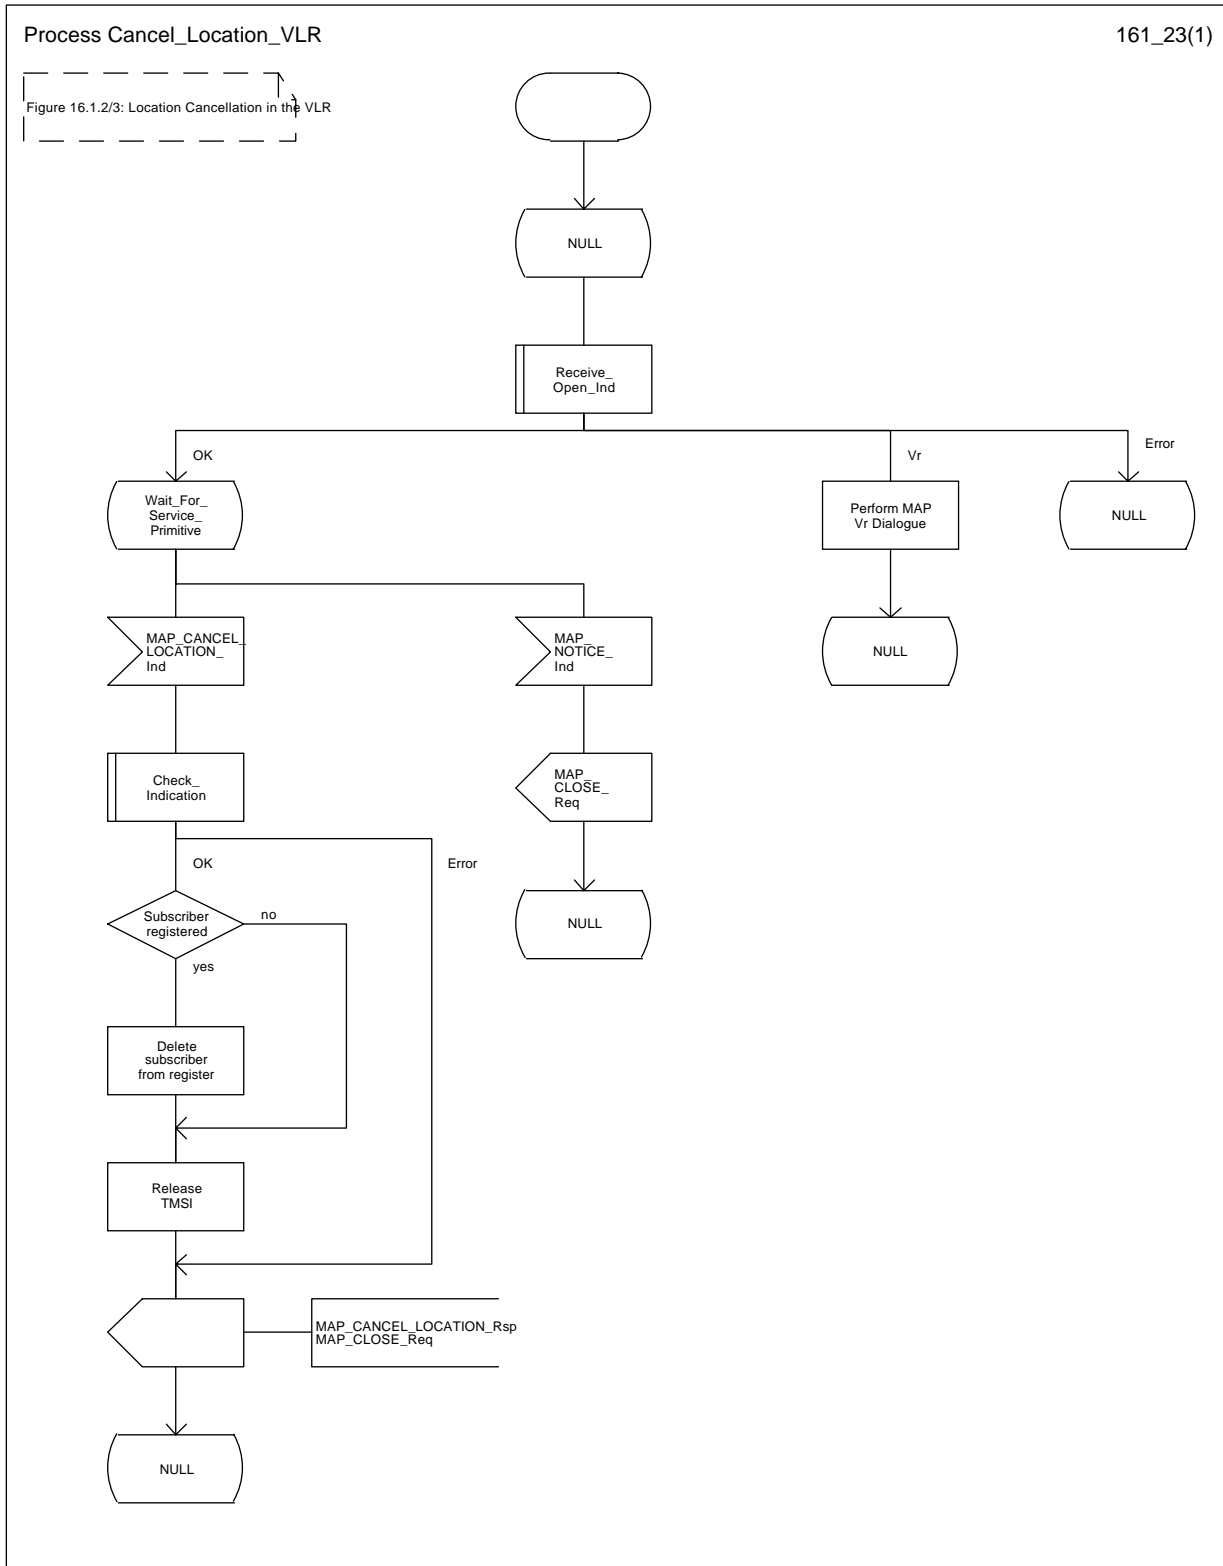 Process Cancel_Location_VLR
161_23(1)
Figure 16.1.2/3: Location Cancellation in the VLR
NULL
Receive_
Open_Ind
OK
Vr
Error
Wait_For_
Service_
Primitive
Perform MAP
Vr Dialogue
NULL
MAP_CANCEL_
LOCATION_
Ind
MAP_
NOTICE_
Ind
NULL
Check_
Indication
MAP_
CLOSE_
Req
OK
Error
Subscriber
registered
no
yes
NULL
Delete
subscriber
from register
Release
TMSI
MAP_CANCEL_LOCATION_Rsp
MAP_CLOSE_Req
NULL